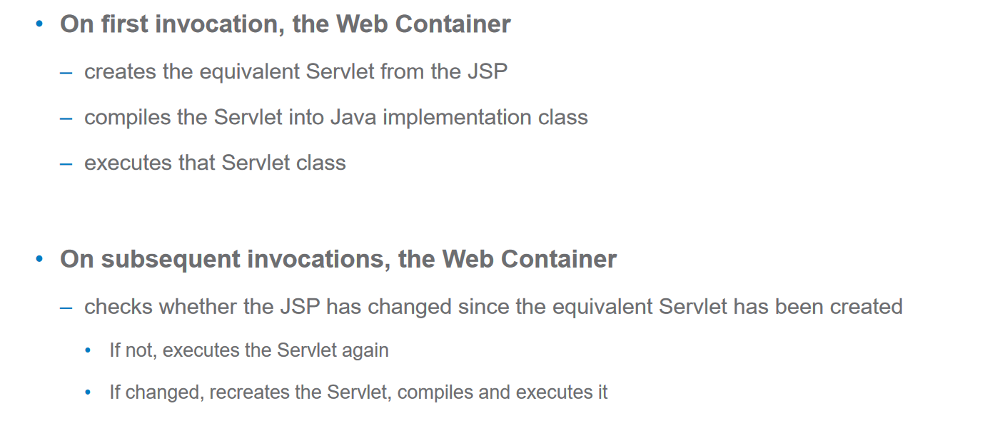 • On first invocation, the Web Container
– creates the equivalent Servlet from the JSP
– compiles the Servlet into Java implementation class
– executes that Servlet class
• On subsequent invocations, the Web Container
– checks whether the JSP has changed since the equivalent Servlet has been created
• If not, executes the Servlet again
• If changed, recreates the Servlet, compiles and executes it